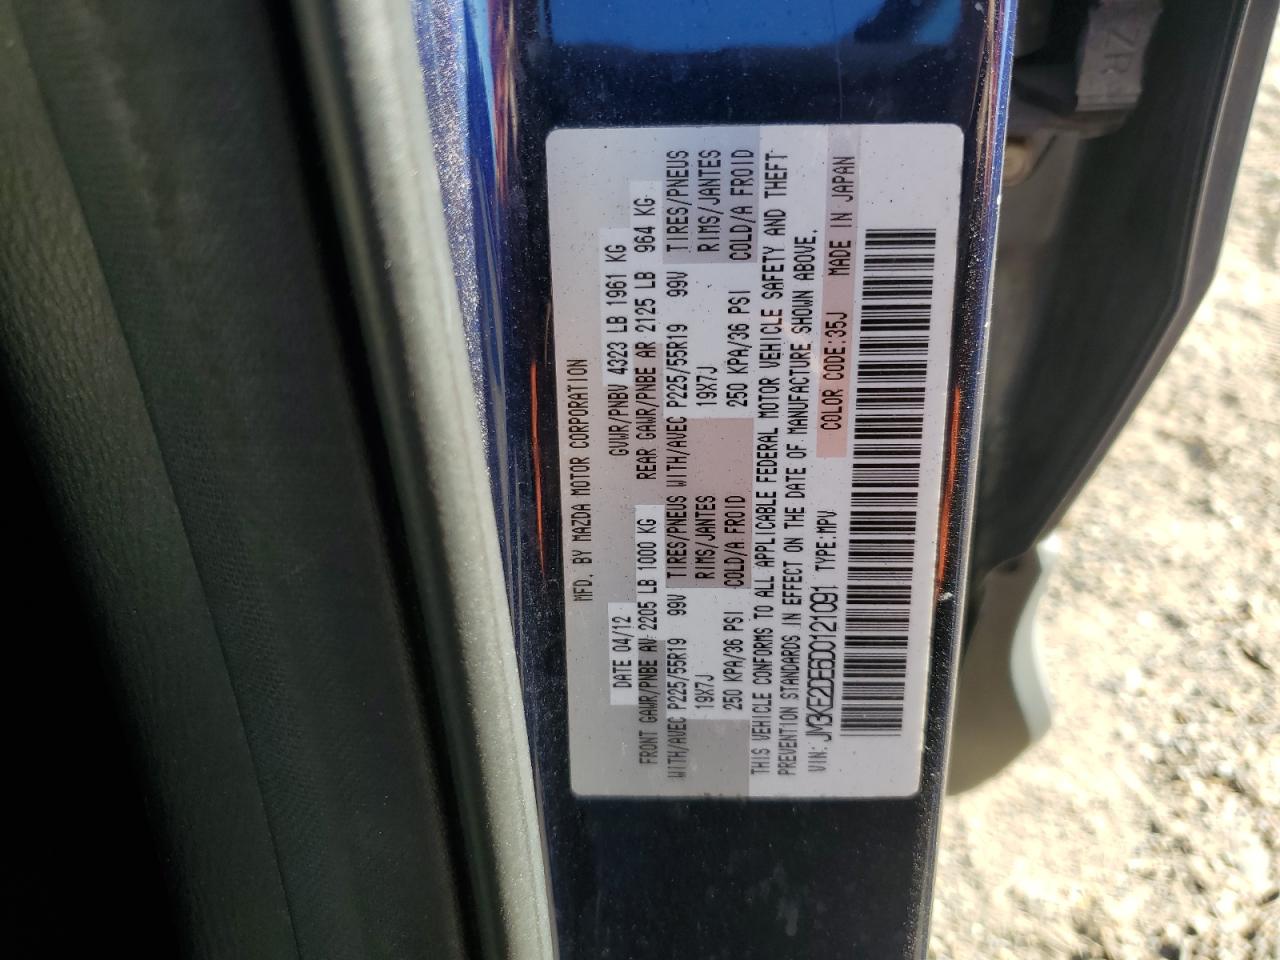 MFD. BY MAZDA MOTOR CORPORATION
DATE 04/12 GVWR/PNBV 4323 LB 1961 KG
FRONT GAWR/PNBE AV 2205 LB 1000 KG REAR GAWR/PNBE AR 2125 LB 964 KG
WITH/AVEC P225/55R19 99V TIRES/PNEUS WITH/AVEC P225/55R19 99V TIRES/PNEUS
19X7J RIMS/JANTES 19X7J RIMS/JANTES
250 KPA/36 PSI COLD/A FROID 250 KPA/36 PSI COLD/A FROID
THIS VEHICLE CONFORMS TO ALL APPLICABLE FEDERAL MOTOR VEHICLE SAFETY AND THEFT
PREVENTION STANDARDS IN EFFECT ON THE DATE OF MANUFACTURE SHOWN ABOVE.
VIN: JM3KE2DE6D0121091 TYPE:MPV COLOR CODE:35J MADE IN JAPAN